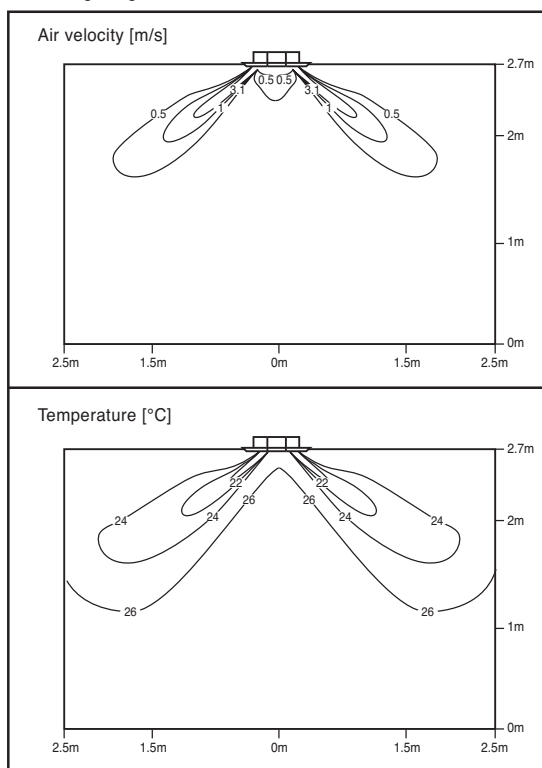 Air velocity [m/s]
2.7m
0.5 0.5
3.1 3.1
0.5 1 1 0.5
2m
1m
0m
2.5m 1.5m 0m 1.5m 2.5m
Temperature [°C]
2.7m
22 22
26 26
24 24 24 24
2m
26 26
1m
0m
2.5m 1.5m 0m 1.5m 2.5m